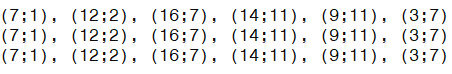 (7;1), (12;2), (16;7), (14;11), (9;11), (3;7)
(7;1), (12;2), (16;7), (14;11), (9;11), (3;7)
(7;1), (12;2), (16;7), (14;11), (9;11), (3;7)